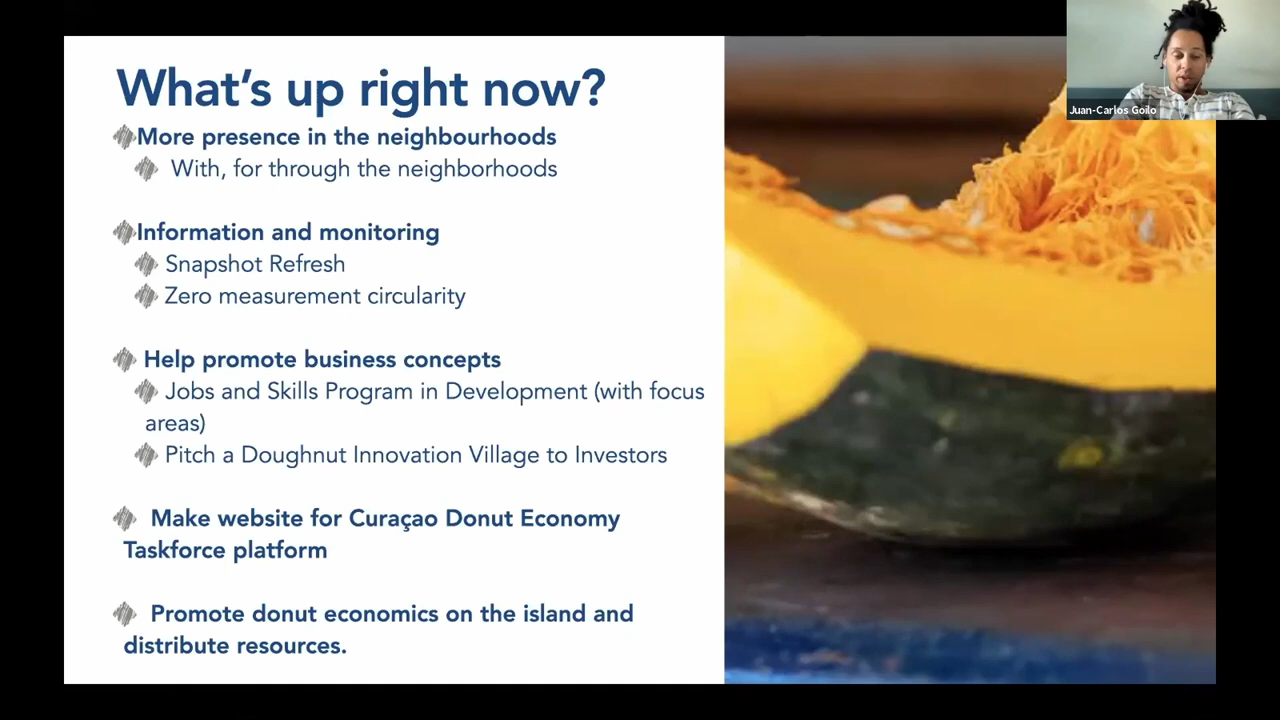 What's up right now?
More presence in the neighbourhoods
With, for through the neighborhoods
Information and monitoring
Snapshot Refresh
Zero measurement circularity
Help promote business concepts
Jobs and Skills Program in Development (with focus
areas)
Pitch a Doughnut Innovation Village to Investors
Make website for Curaçao Donut Economy
Taskforce platform
Promote donut economics on the island and
distribute resources.
Juan-Carlos Goilo